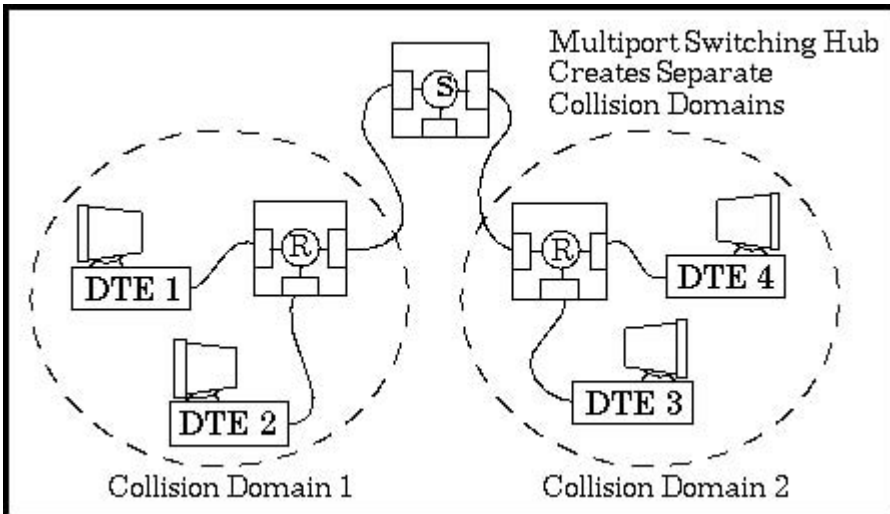 Multiport Switching Hub
Creates Separate
Collision Domains
S
R
R
DTE 1
DTE 4
DTE 2
DTE 3
Collision Domain 1
Collision Domain 2